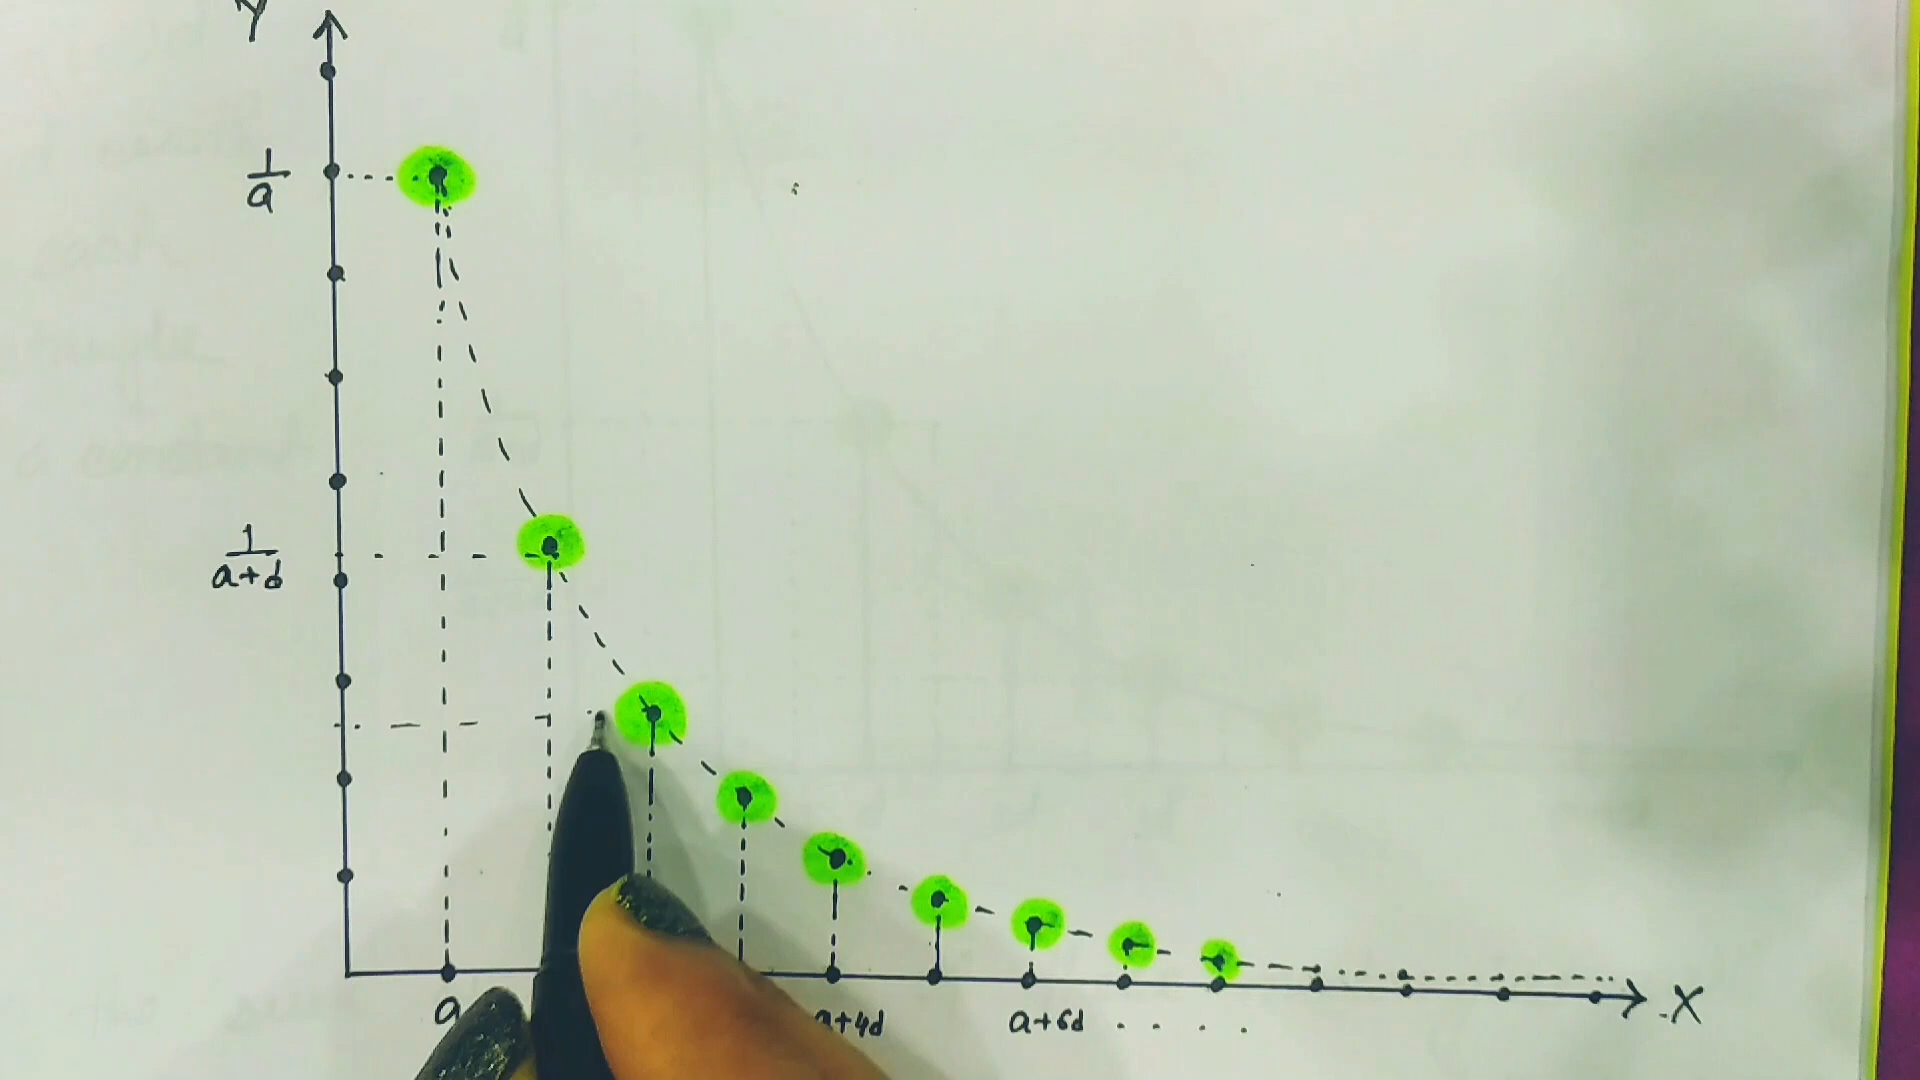 Y
1/a
1/a+d
a
a+4d
a+6d . . . .
X